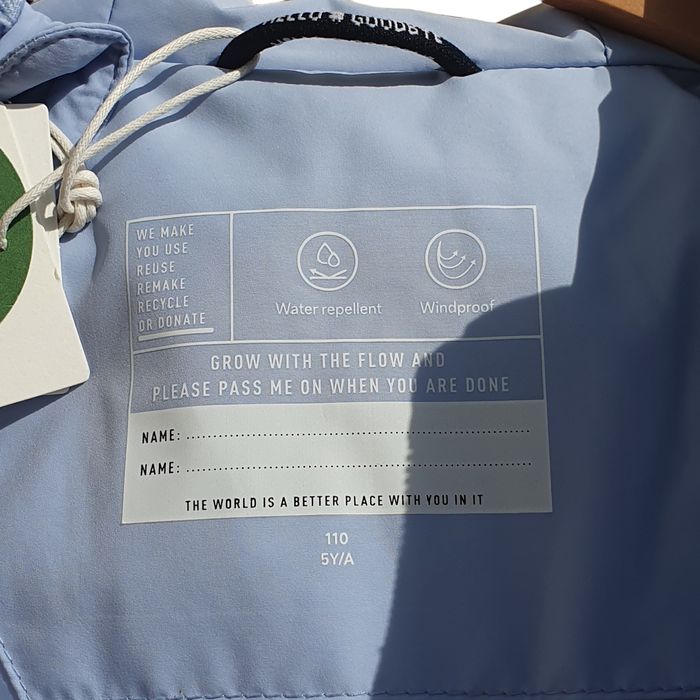 HELLO * GOODBYE
WE MAKE
YOU USE
REUSE
REMAKE
RECYCLE
OR DONATE
Water repellent
Windproof
GROW WITH THE FLOW AND
PLEASE PASS ME ON WHEN YOU ARE DONE
NAME: ................................................
NAME: ................................................
THE WORLD IS A BETTER PLACE WITH YOU IN IT
110
5Y/A